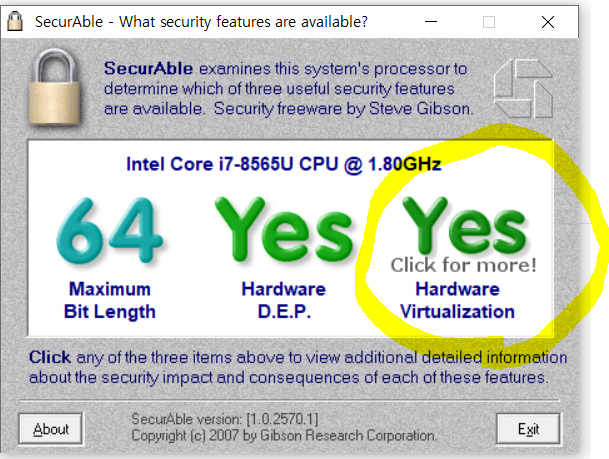 SecurAble - What security features are available?
SecurAble examines this system's processor to
determine which of three useful security features
are available. Security freeware by Steve Gibson.
Intel Core i7-8565U CPU @ 1.80GHz
64 Yes Yes
Click for more!
Maximum Hardware Hardware
Bit Length D.E.P. Virtualization
Click any of the three items above to view additional detailed information
about the security impact and consequences of each of these features.
About
SecurAble version: [1.0.2570.1]
Copyright (c) 2007 by Gibson Research Corporation.
Exit